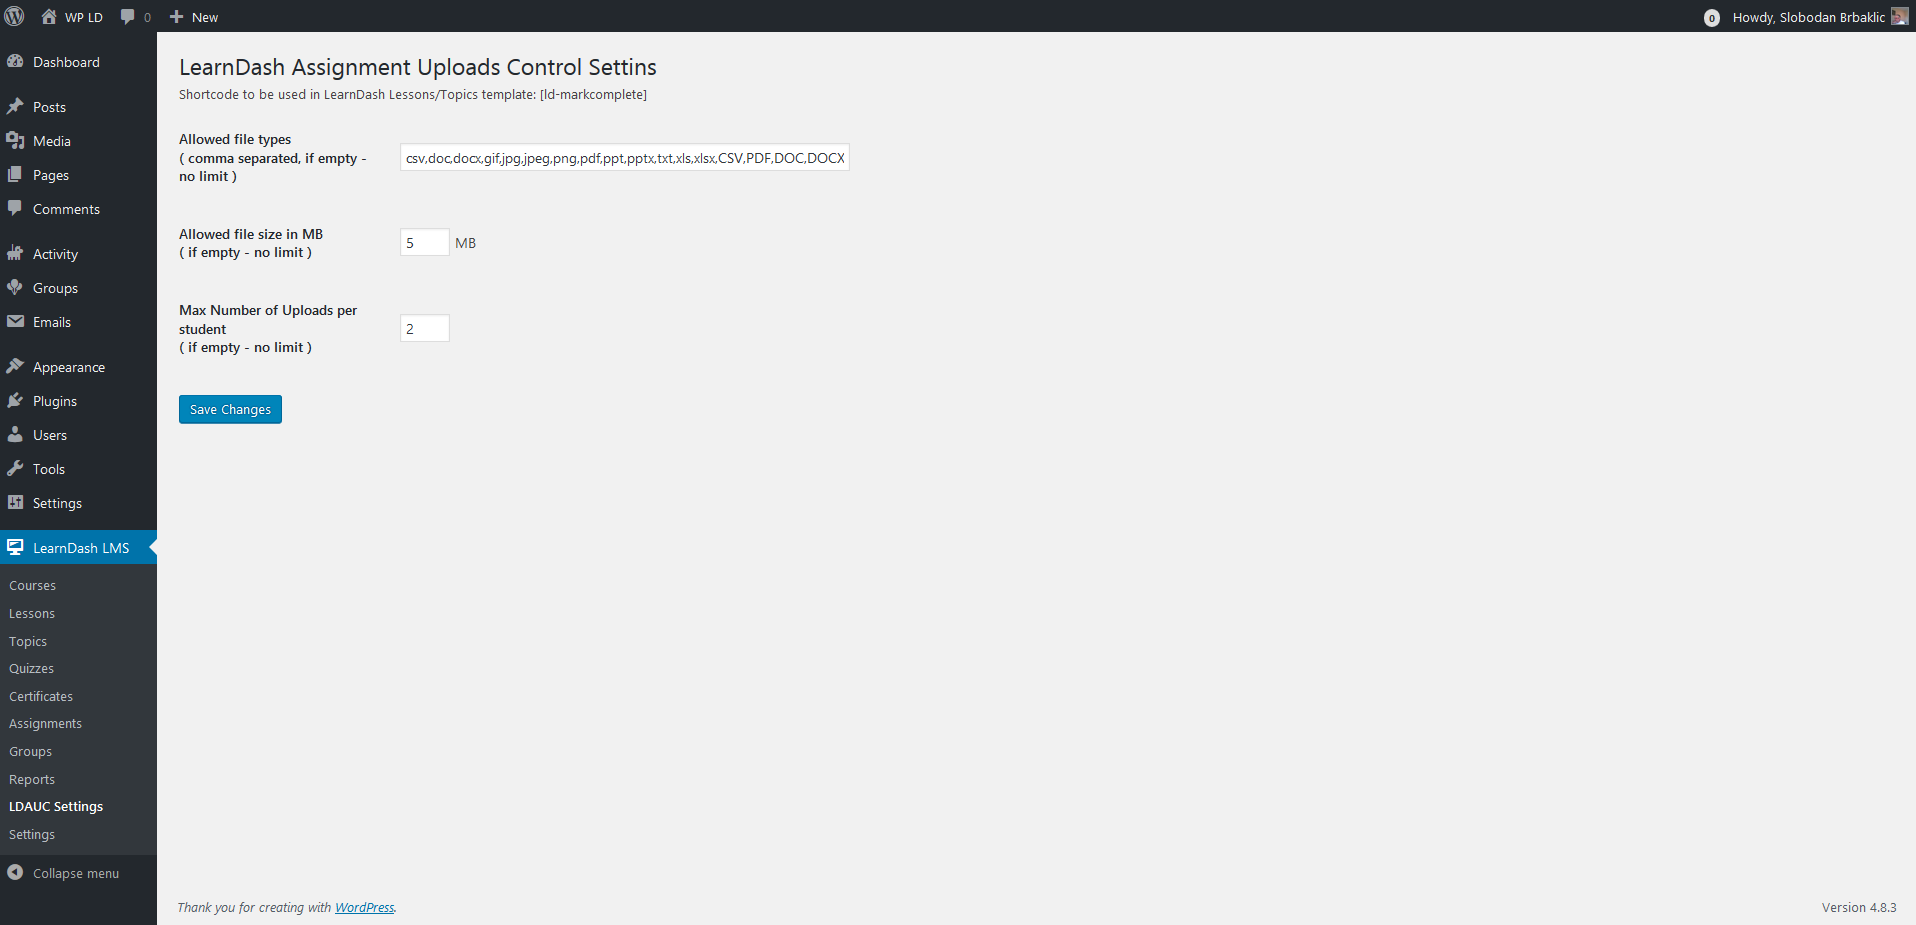 WP LD
0
New
0
Howdy, Slobodan Brbaklic
Dashboard
Posts
Media
Pages
Comments
Activity
Groups
Emails
Appearance
Plugins
Users
Tools
Settings
LearnDash LMS
Courses
Lessons
Topics
Quizzes
Certificates
Assignments
Groups
Reports
LDAUC Settings
Settings
Collapse menu
LearnDash Assignment Uploads Control Settins
Shortcode to be used in LearnDash Lessons/Topics template: [ld-markcomplete]
Allowed file types
( comma separated, if empty -
no limit )
csv,doc,docx,gif,jpg,jpeg,png,pdf,ppt,pptx,txt,xls,xlsx,CSV,PDF,DOC,DOCX
Allowed file size in MB
( if empty - no limit )
5
MB
Max Number of Uploads per
student
( if empty - no limit )
2
Save Changes
Thank you for creating with WordPress.
Version 4.8.3